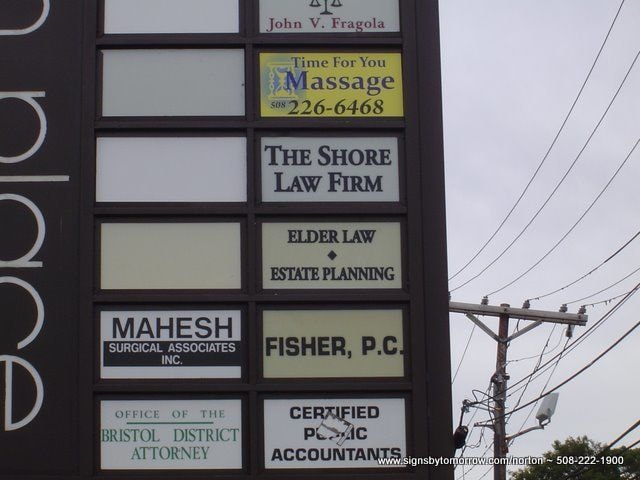 place
John V. Fragola
Time For You
Massage
508 226-6468
THE SHORE
LAW FIRM
ELDER LAW
ESTATE PLANNING
MAHESH
SURGICAL ASSOCIATES
INC.
FISHER, P.C.
OFFICE OF THE
BRISTOL DISTRICT
ATTORNEY
CERTIFIED
ACCOUNTANTS
www.signsbytomorrow.com/norton ~ 508-222-1900